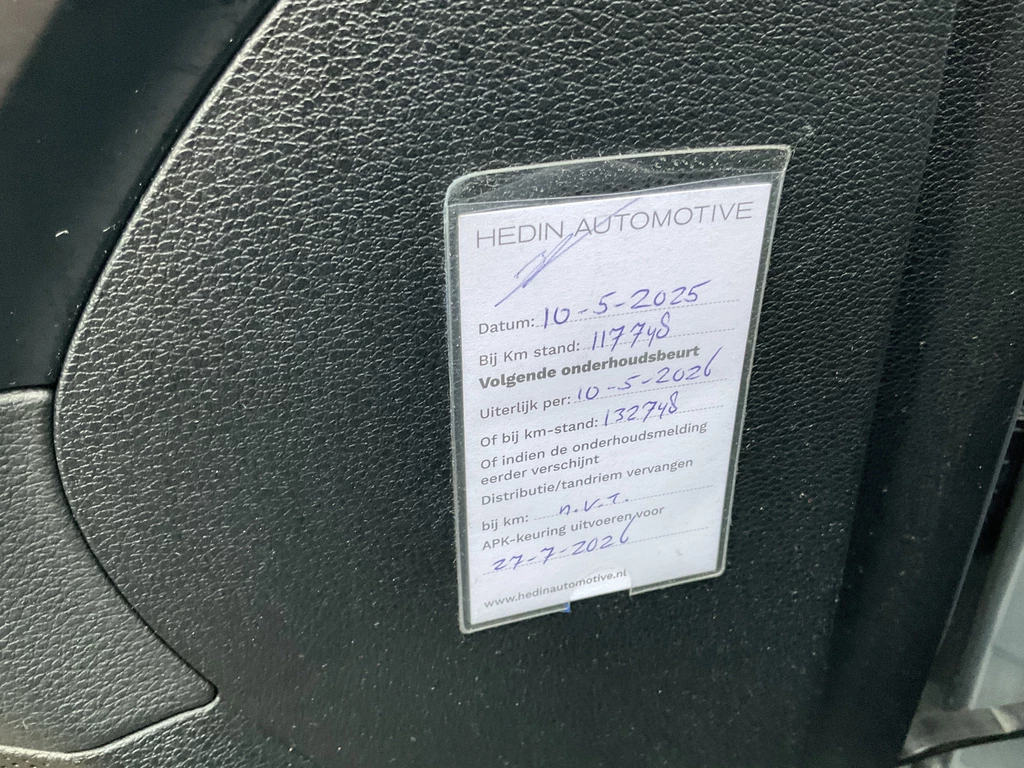 HEDIN AUTOMOTIVE
Datum: 10-5-2025
Bij Km stand: 117748
Volgende onderhoudsbeurt
Uiterlijk per: 10-5-2026
Of bij km-stand: 132748
Of indien de onderhoudsmelding
eerder verschijnt
Distributie/tandriem vervangen
bij km: n.v.t.
APK-keuring uitvoeren voor
27-7-2026
www.hedinautomotive.nl